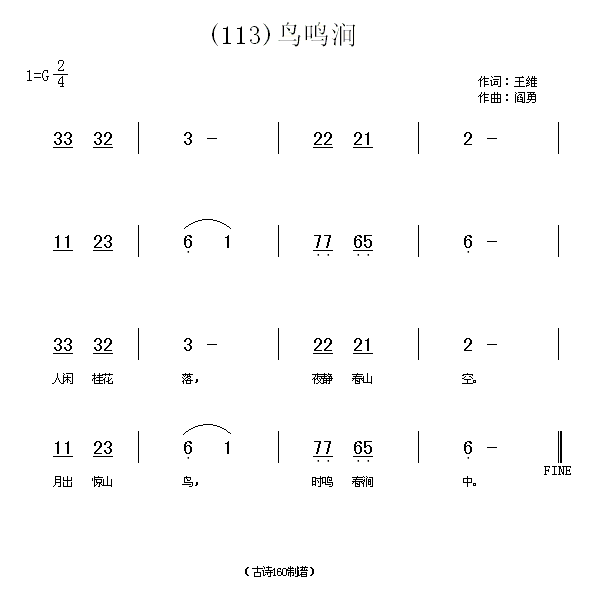 (113)鸟鸣涧
1=G 2/4
作词：王维
作曲：阎勇
33 32 | 3 - | 22 21 | 2 - |
11 23 | 6 1 | 77 65 | 6 - |
33 32 | 3 - | 22 21 | 2 - |
人闲 桂花 落, 夜静 春山 空。
11 23 | 6 1 | 77 65 | 6 - ‖
FINE
月出 惊山 鸟, 时鸣 春涧 中。
(古诗160制谱)